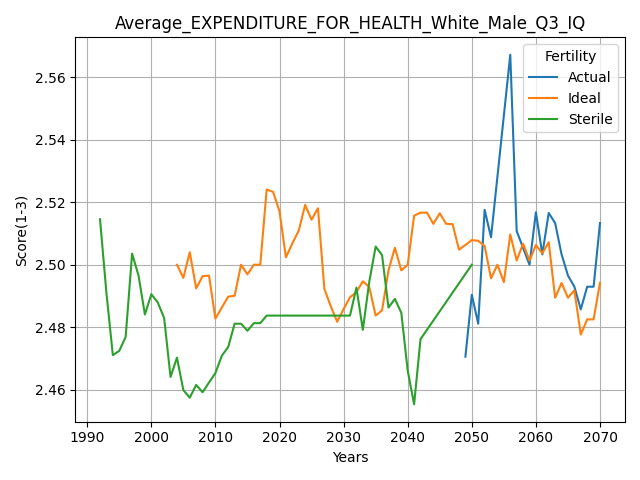 Average_EXPENDITURE_FOR_HEALTH_White_Male_Q3_IQ
Fertility
Actual
Ideal
Sterile
Score(1-3)
2.56
2.54
2.52
2.50
2.48
2.46
1990 2000 2010 2020 2030 2040 2050 2060 2070
Years